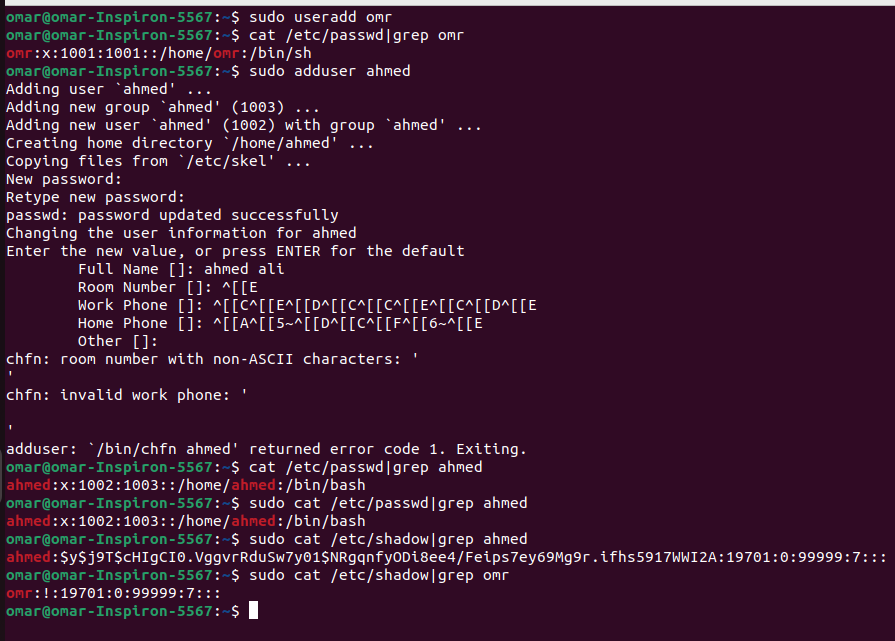 omar@omar-Inspiron-5567:~$ sudo useradd omr
omar@omar-Inspiron-5567:~$ cat /etc/passwd|grep omr
omr:x:1001:1001::/home/omr:/bin/sh
omar@omar-Inspiron-5567:~$ sudo adduser ahmed
Adding user `ahmed' ...
Adding new group `ahmed' (1003) ...
Adding new user `ahmed' (1002) with group `ahmed' ...
Creating home directory `/home/ahmed' ...
Copying files from `/etc/skel' ...
New password:
Retype new password:
passwd: password updated successfully
Changing the user information for ahmed
Enter the new value, or press ENTER for the default
        Full Name []: ahmed ali
        Room Number []: ^[[E
        Work Phone []: ^[[C^[[E^[[D^[[C^[[C^[[E^[[C^[[D^[[E
        Home Phone []: ^[[A^[[5~^[[D^[[C^[[F^[[6~^[[E
        Other []:
chfn: room number with non-ASCII characters: '
'
chfn: invalid work phone: '

'
adduser: `/bin/chfn ahmed' returned error code 1. Exiting.
omar@omar-Inspiron-5567:~$ cat /etc/passwd|grep ahmed
ahmed:x:1002:1003::/home/ahmed:/bin/bash
omar@omar-Inspiron-5567:~$ sudo cat /etc/passwd|grep ahmed
ahmed:x:1002:1003::/home/ahmed:/bin/bash
omar@omar-Inspiron-5567:~$ sudo cat /etc/shadow|grep ahmed
ahmed:$y$j9T$cHIgCI0.VggvrRduSw7y01$NRgqnfyODi8ee4/Feips7ey69Mg9r.ifhs5917WWI2A:19701:0:99999:7:::
omar@omar-Inspiron-5567:~$ sudo cat /etc/shadow|grep omr
omr:!:19701:0:99999:7:::
omar@omar-Inspiron-5567:~$